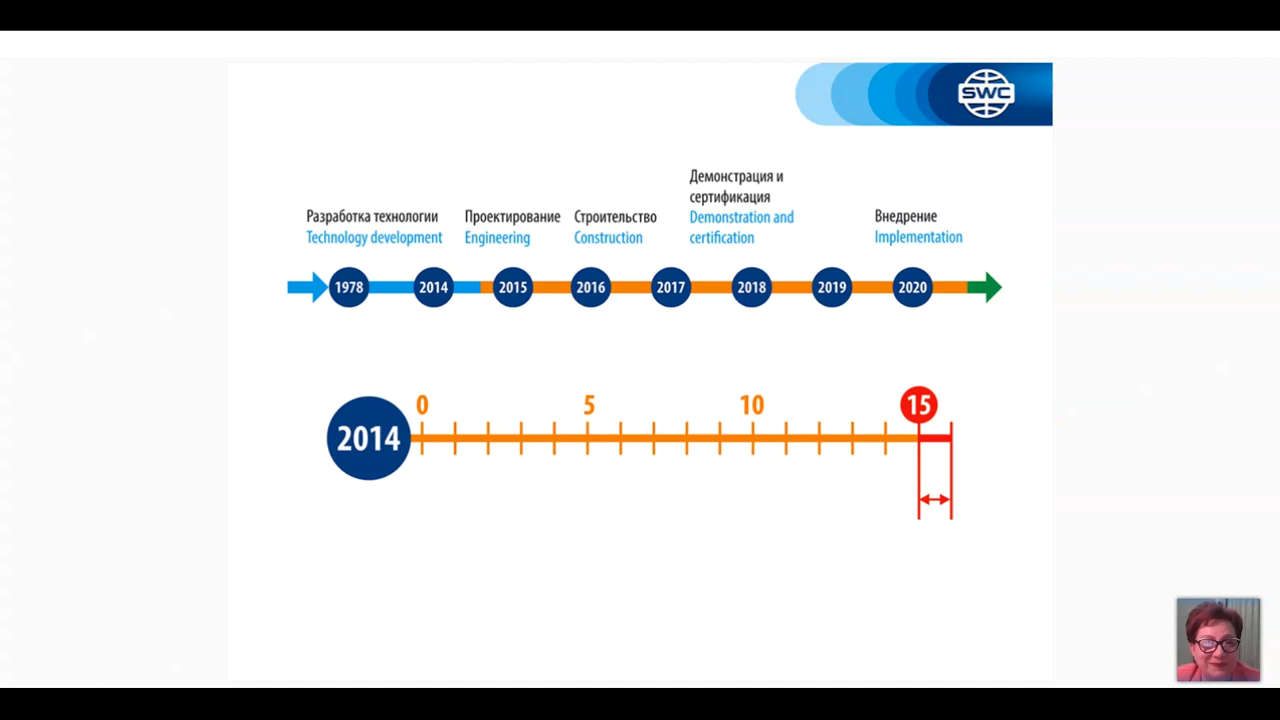 SWC
Демонстрация и
сертификация
Demonstration and
certification
Разработка технологии
Technology development
Проектирование
Engineering
Строительство
Construction
Внедрение
Implementation
1978 2014 2015 2016 2017 2018 2019 2020
0 5 10 15
2014